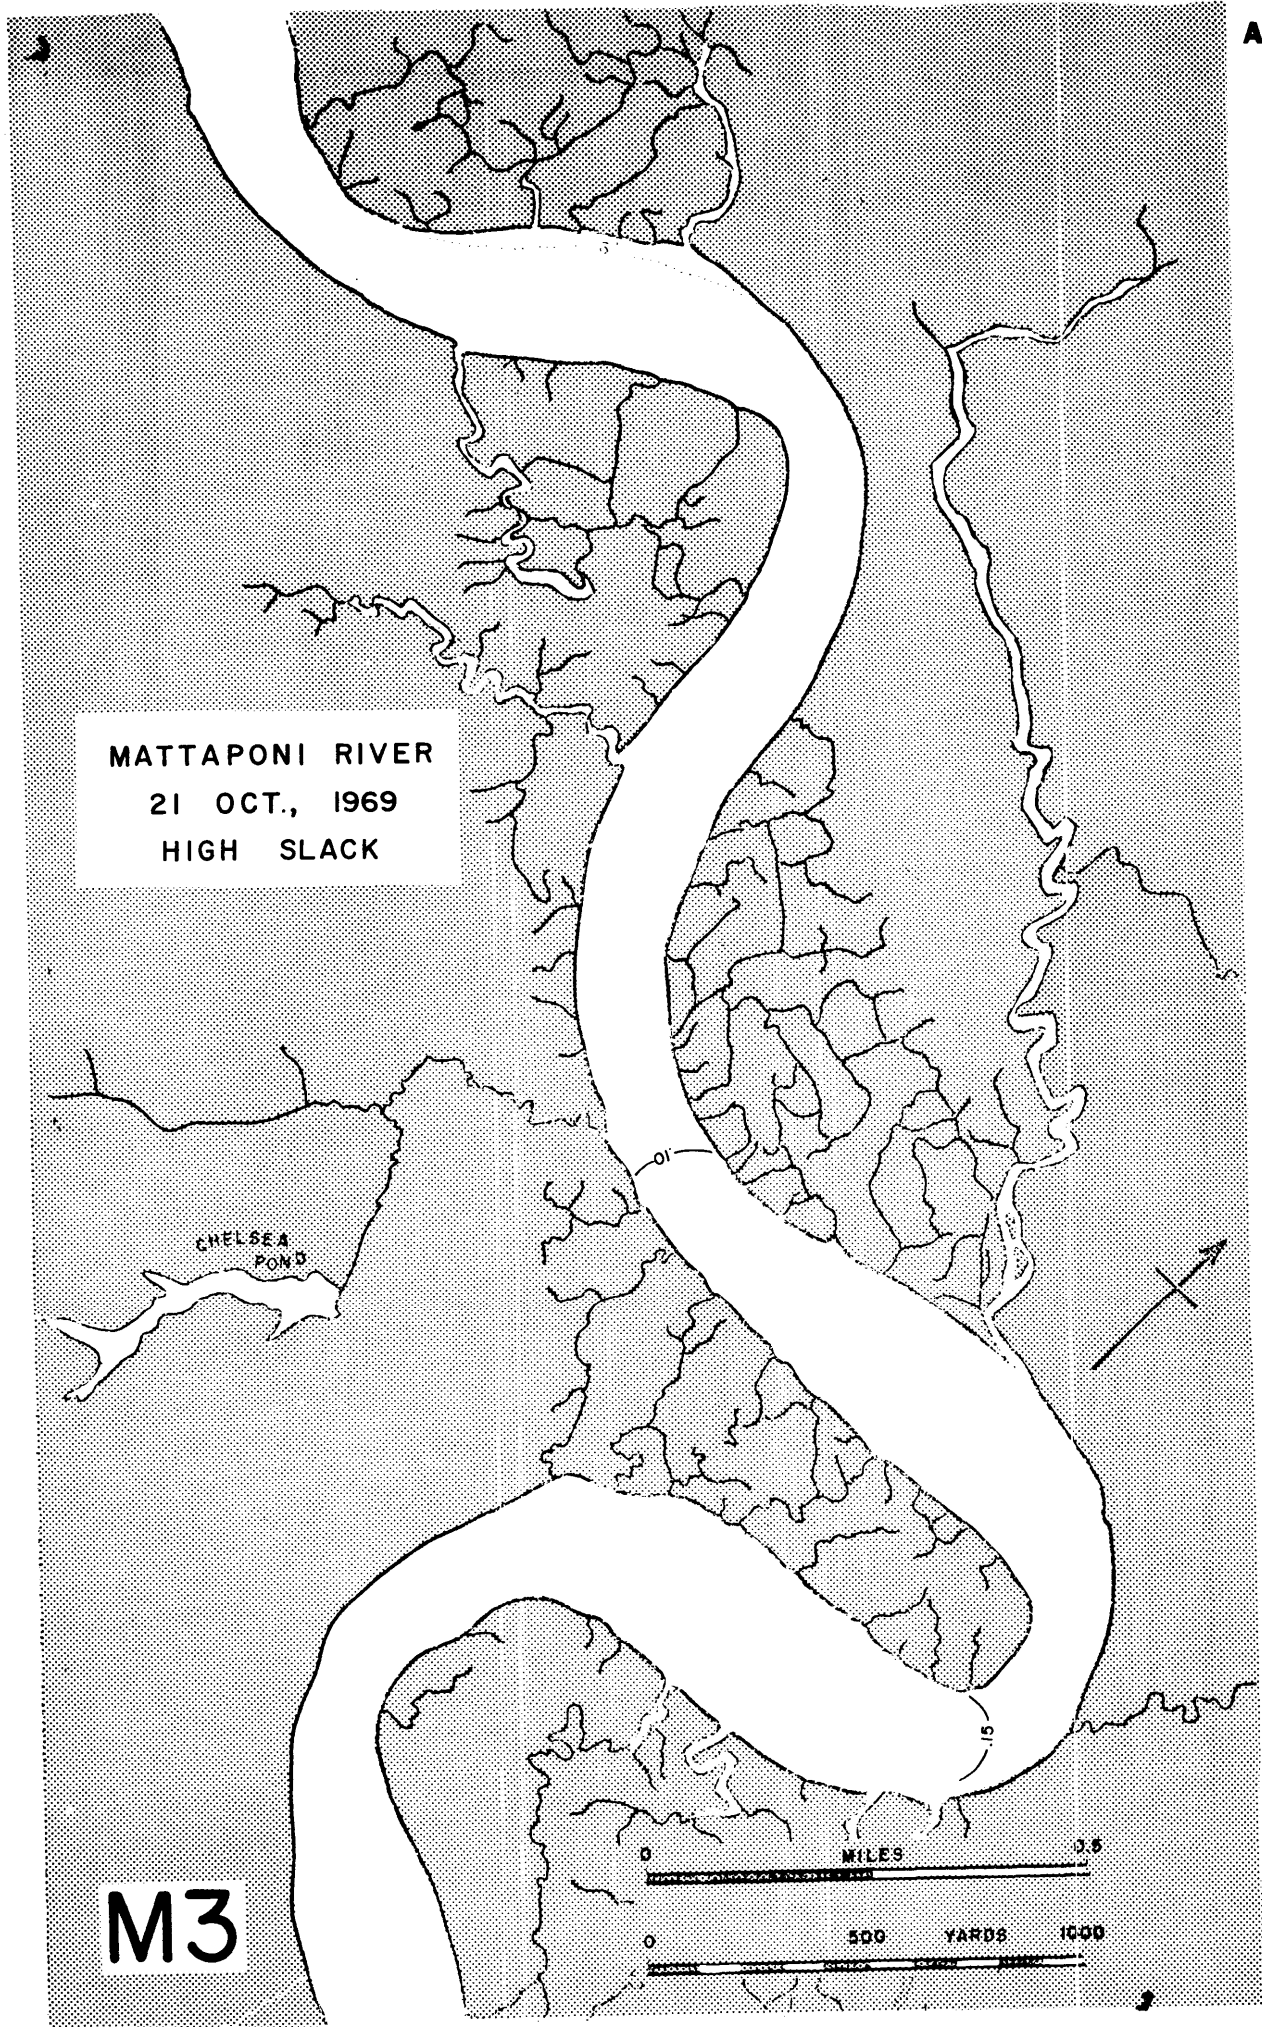 A
MATTAPONI RIVER
21 OCT., 1969
HIGH SLACK
.10
CHELSEA
POND
.15
0 MILES 0.5
0 500 YARDS 1000
M3